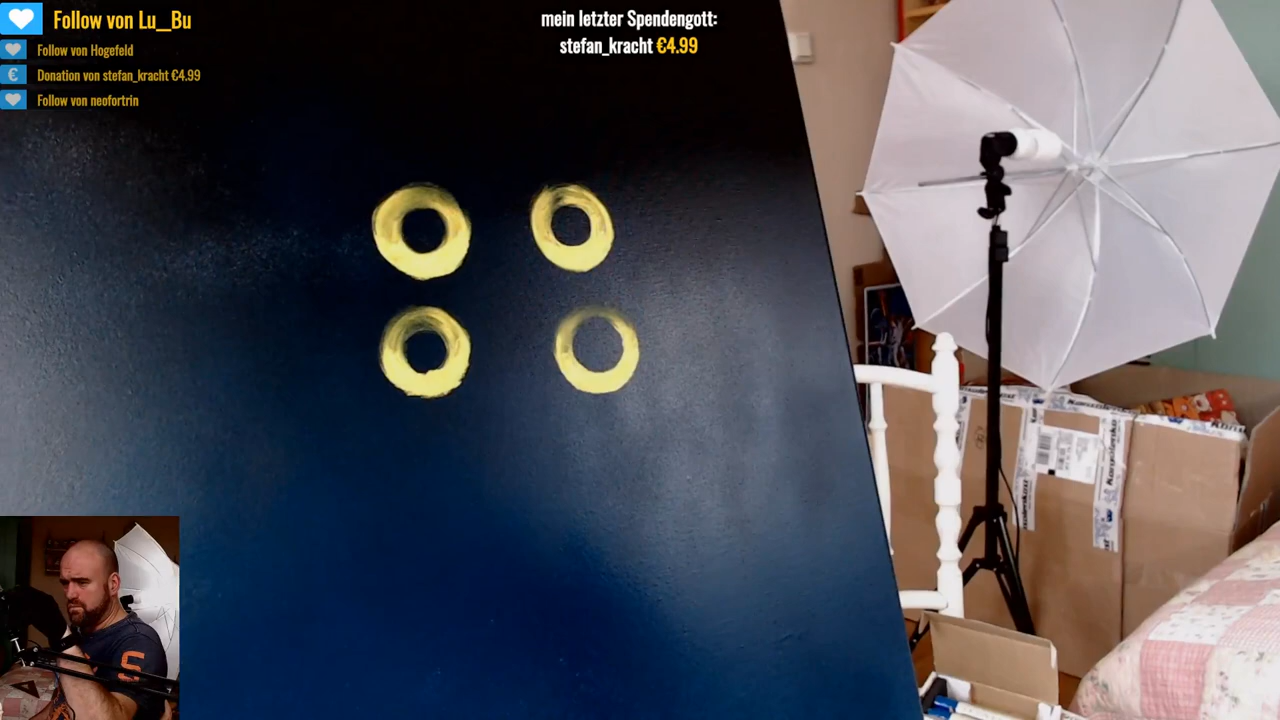 Follow von Lu__Bu
Follow von Hogefeld
Donation von stefan_kracht €4.99
Follow von neofortrin
mein letzter Spendengott:
stefan_kracht €4.99